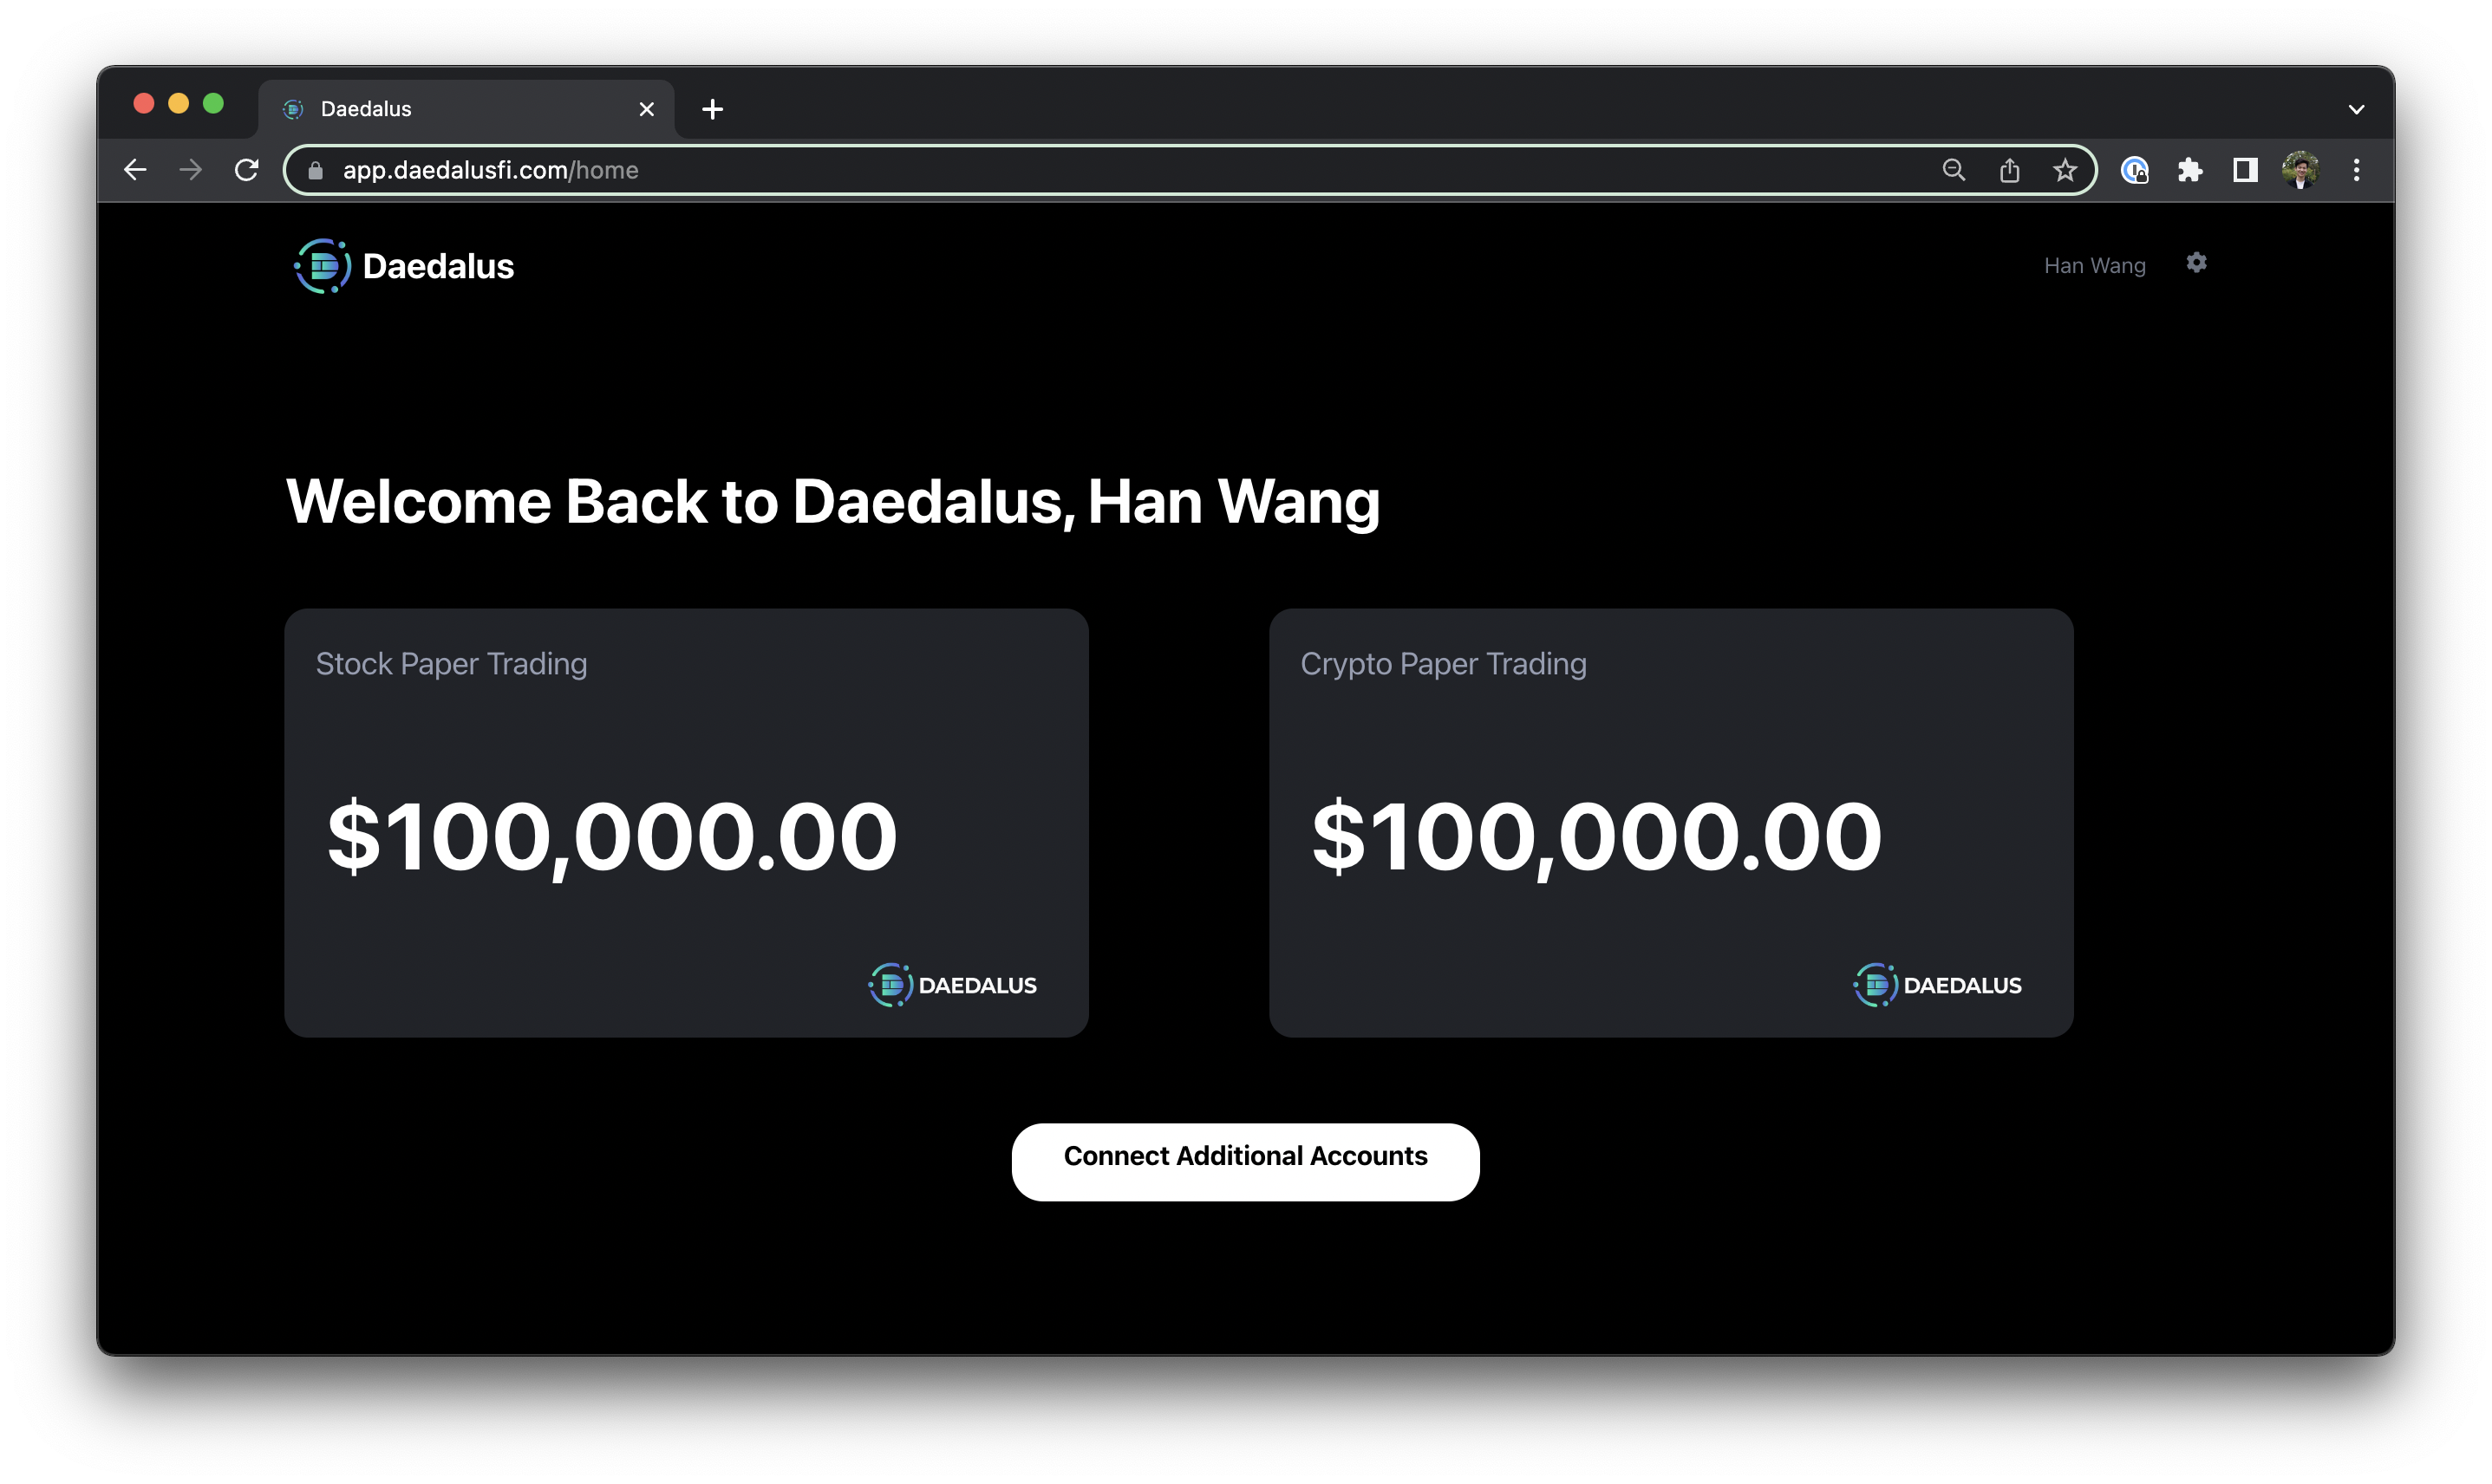 Daedalus
app.daedalusfi.com/home
Daedalus
Han Wang
Welcome Back to Daedalus, Han Wang
Stock Paper Trading
$100,000.00
DAEDALUS
Crypto Paper Trading
$100,000.00
DAEDALUS
Connect Additional Accounts